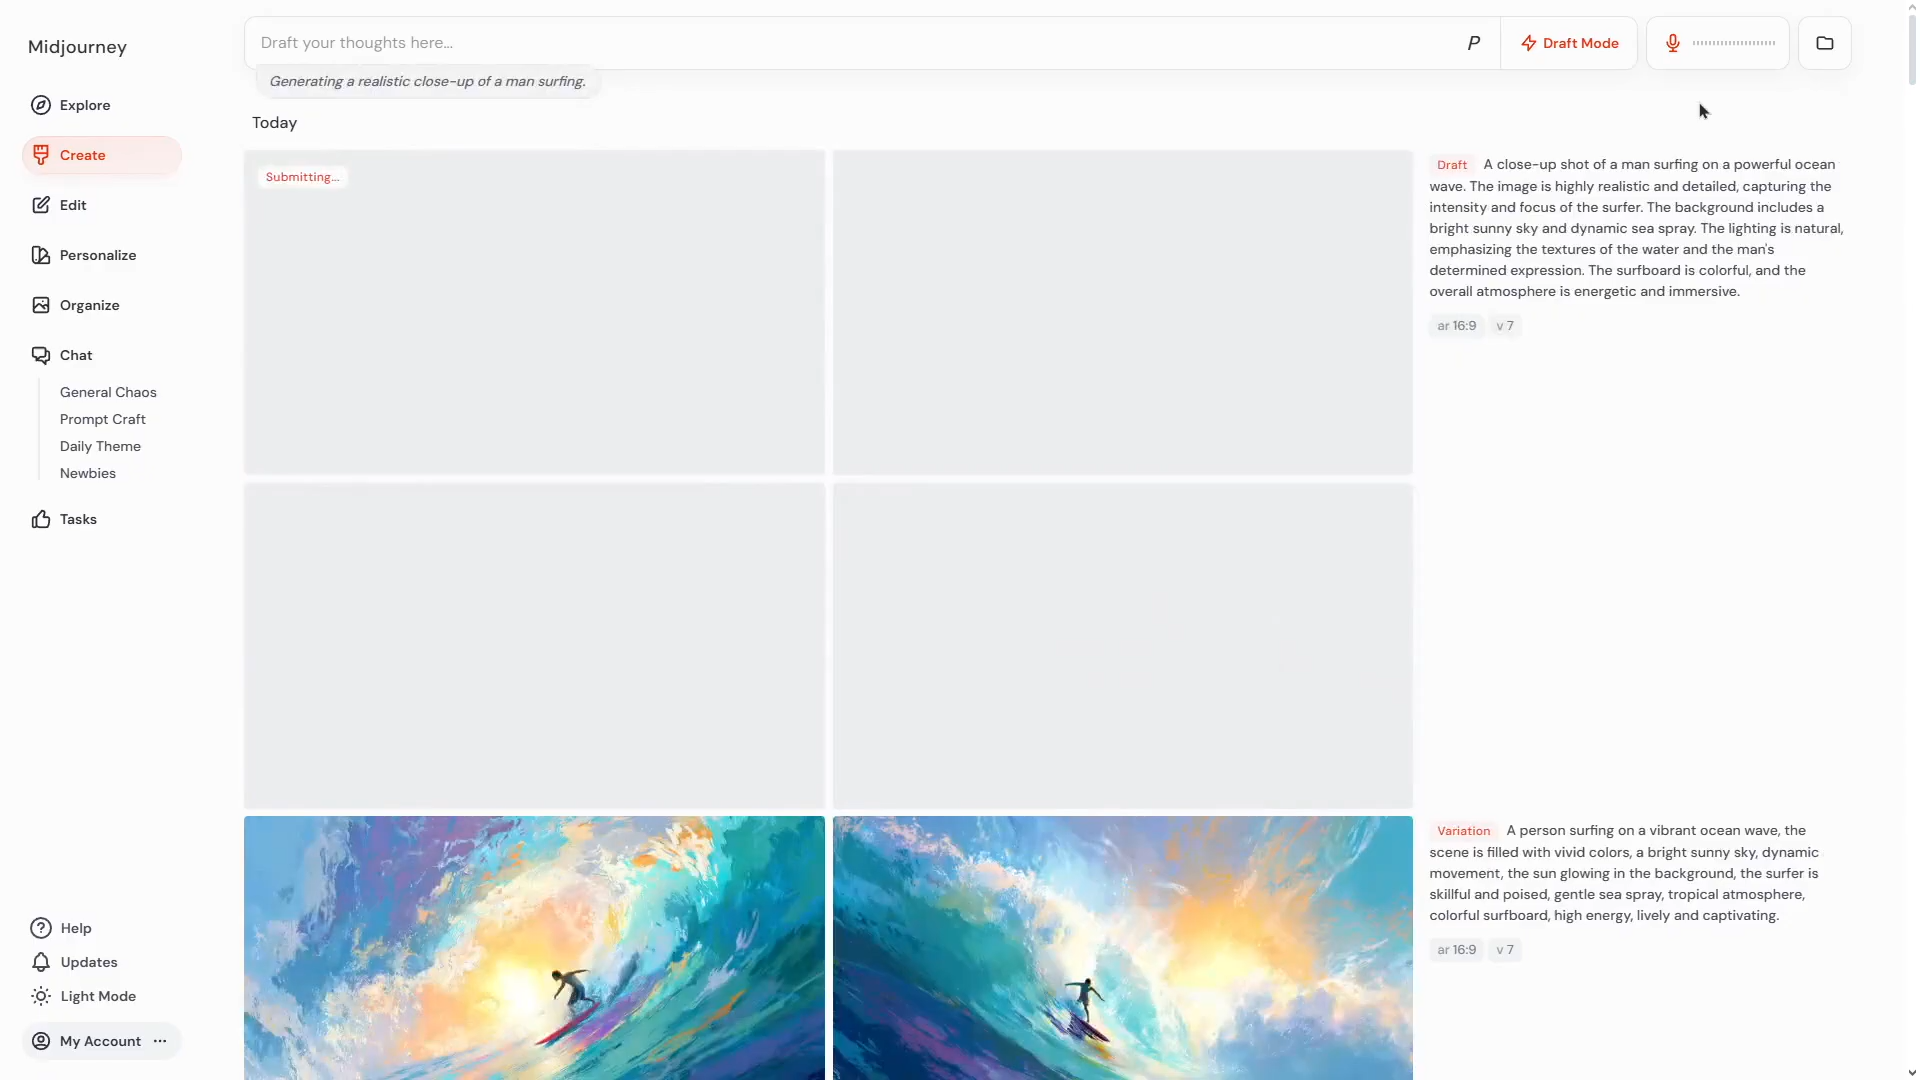 Midjourney
Explore
Create
Edit
Personalize
Organize
Chat
General Chaos
Prompt Craft
Daily Theme
Newbies
Tasks
Help
Updates
Light Mode
My Account ...
Draft your thoughts here...
P
Draft Mode
Generating a realistic close-up of a man surfing.
Today
Submitting...
Draft A close-up shot of a man surfing on a powerful ocean
wave. The image is highly realistic and detailed, capturing the
intensity and focus of the surfer. The background includes a
bright sunny sky and dynamic sea spray. The lighting is natural,
emphasizing the textures of the water and the man's
determined expression. The surfboard is colorful, and the
overall atmosphere is energetic and immersive.
ar 16:9 v 7
Variation A person surfing on a vibrant ocean wave, the
scene is filled with vivid colors, a bright sunny sky, dynamic
movement, the sun glowing in the background, the surfer is
skillful and poised, gentle sea spray, tropical atmosphere,
colorful surfboard, high energy, lively and captivating.
ar 16:9 v 7